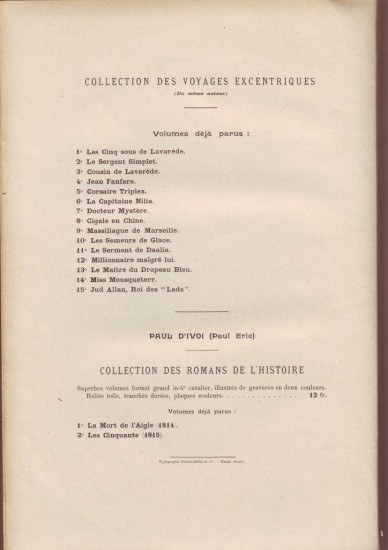 COLLECTION DES VOYAGES EXCENTRIQUES
(Du même auteur)
Volumes déjà parus :
1° Les Cinq sous de Lavarède.
2° Le Sergent Simplet.
3° Cousin de Lavarède.
4° Jean Fanfare.
5° Corsaire Triplex.
6° La Capitaine Nilia.
7° Docteur Mystère.
8° Cigale en Chine.
9° Massiliague de Marseille.
10° Les Semeurs de Glace.
11° Le Serment de Daalia.
12° Millionnaire malgré lui.
13° Le Maitre du Drapeau Bleu.
14° Miss Mousqueterr.
15° Jud Allan, Roi des "Lads".
PAUL D'IVOI (Paul Eric)
COLLECTION DES ROMANS DE L'HISTOIRE
Superbes volumes format grand in-4° cavalier, illustrés de gravures en deux couleurs.
Reliés toile, tranches dorées, plaques couleurs. . . . . . . . . . . . . . . 12 fr.
Volumes déjà parus :
1° La Mort de l'Aigle (1814).
2° Les Cinquante (1815).
Typographie